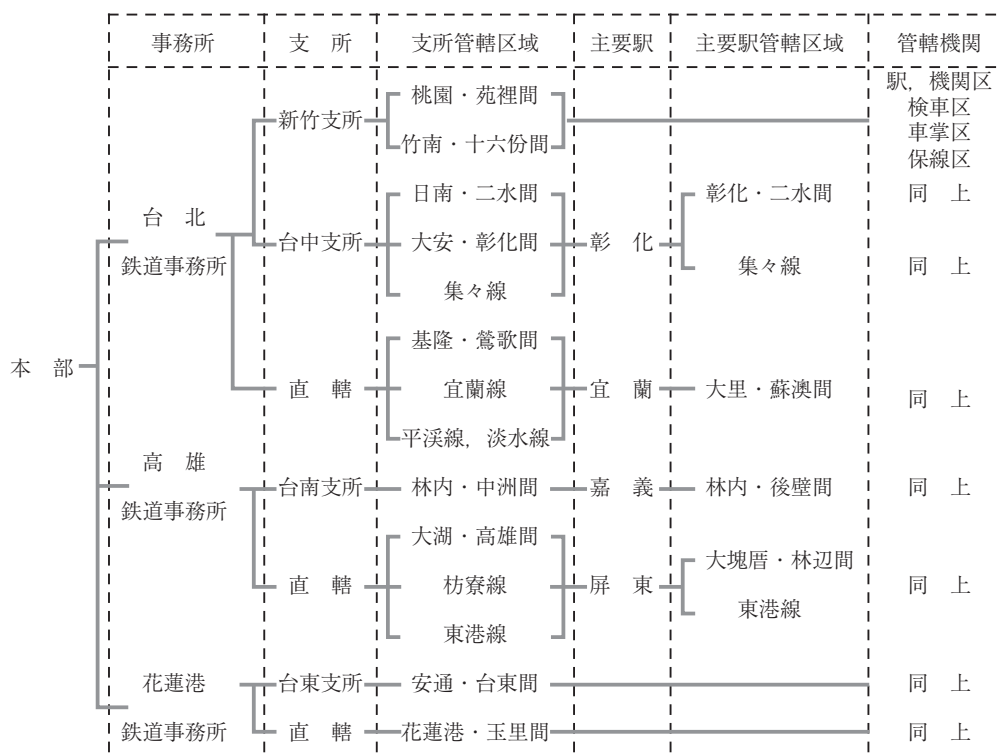 事務所 支 所 支所管轄区域 主要駅 主要駅管轄区域 管轄機関
本 部
台 北
鉄道事務所
新竹支所
桃園・苑裡間
竹南・十六份間
駅，機関区
検車区
車掌区
保線区
台中支所
日南・二水間
大安・彰化間
集々線
彰 化
彰化・二水間
同 上
集々線
同 上
直 轄
基隆・鶯歌間
宜蘭線
平渓線，淡水線
宜 蘭
大里・蘇澳間
同 上
高 雄
鉄道事務所
台南支所
林内・中洲間
嘉 義
林内・後壁間
同 上
直 轄
大湖・高雄間
枋寮線
東港線
屏 東
大塊厝・林辺間
東港線
同 上
花蓮港
鉄道事務所
台東支所
安通・台東間
同 上
直 轄
花蓮港・玉里間
同 上